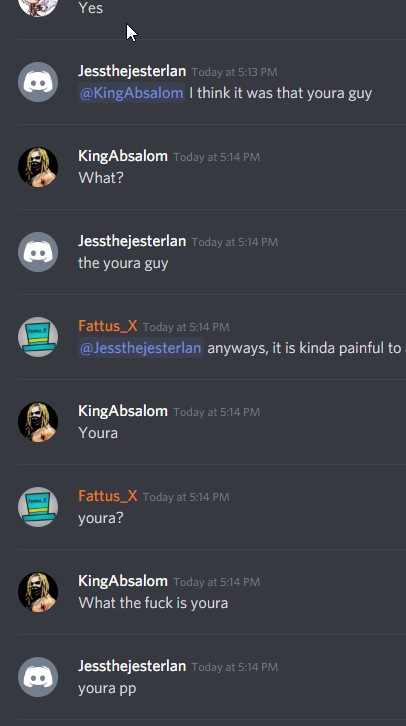 Yes
Jessthejesterlan Today at 5:13 PM
@KingAbsalom I think it was that youra guy
KingAbsalom Today at 5:14 PM
What?
Jessthejesterlan Today at 5:14 PM
the youra guy
Fattus_X
Fattus_X Today at 5:14 PM
@Jessthejesterlan anyways, it is kinda painful to
KingAbsalom Today at 5:14 PM
Youra
Fattus_X
Fattus_X Today at 5:14 PM
youra?
KingAbsalom Today at 5:14 PM
What the fuck is youra
Jessthejesterlan Today at 5:14 PM
youra pp